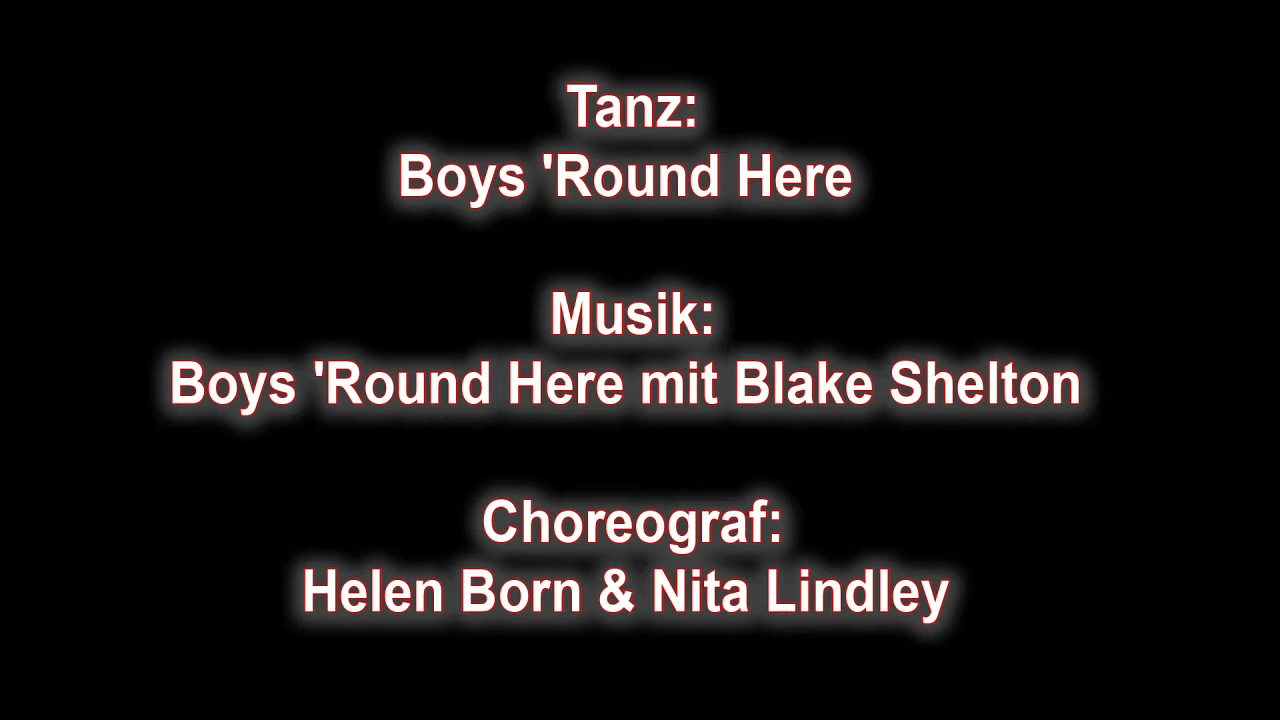 Tanz:
Boys 'Round Here
Musik:
Boys 'Round Here mit Blake Shelton
Choreograf:
Helen Born & Nita Lindley